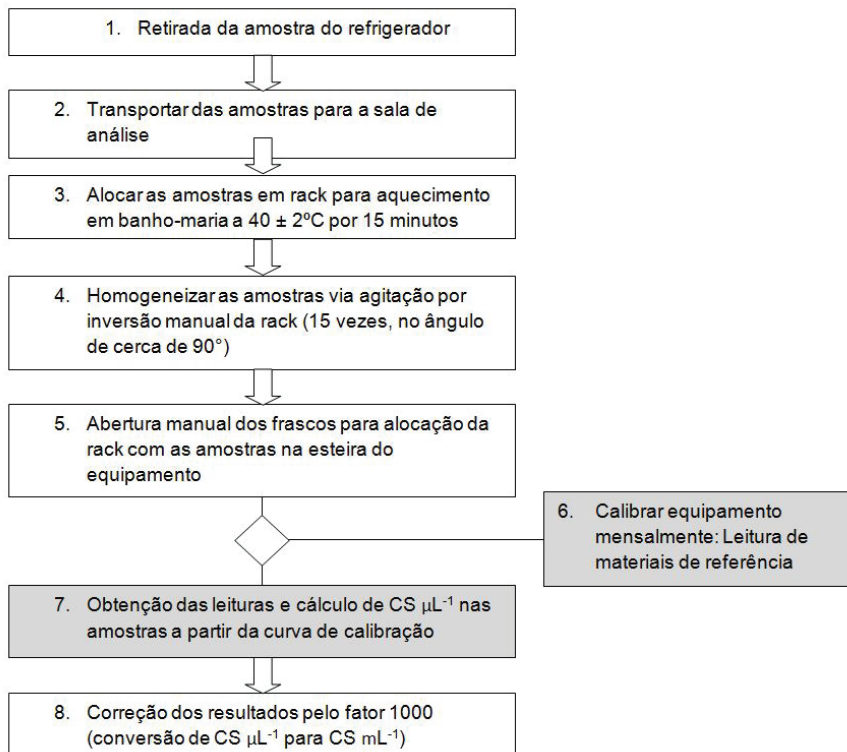 1. Retirada da amostra do refrigerador
2. Transportar das amostras para a sala de
análise
3. Alocar as amostras em rack para aquecimento
em banho-maria a 40 ± 2ºC por 15 minutos
4. Homogeneizar as amostras via agitação por
inversão manual da rack (15 vezes, no ângulo
de cerca de 90°)
5. Abertura manual dos frascos para alocação da
rack com as amostras na esteira do
equipamento
6. Calibrar equipamento
mensalmente: Leitura de
materiais de referência
7. Obtenção das leituras e cálculo de CS µL⁻¹ nas
amostras a partir da curva de calibração
8. Correção dos resultados pelo fator 1000
(conversão de CS µL⁻¹ para CS mL⁻¹)